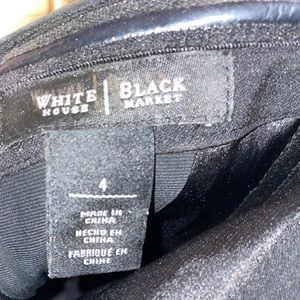 WHITE HOUSE | BLACK MARKET
4
MADE IN
CHINA
HECHO EN
CHINA
FABRIQUÉ EN
CHINE